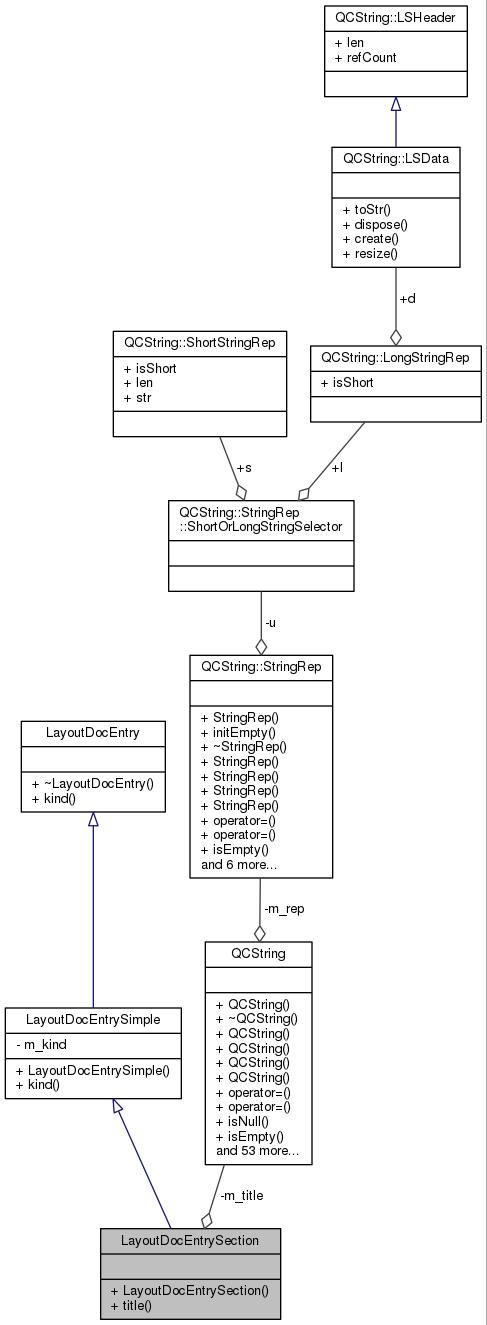 QCString::LSHeader
+ len
+ refCount
QCString::LSData
+ toStr()
+ dispose()
+ create()
+ resize()
+d
QCString::ShortStringRep
+ isShort
+ len
+ str
QCString::LongStringRep
+ isShort
+s
+l
QCString::StringRep
::ShortOrLongStringSelector
-u
QCString::StringRep
+ StringRep()
+ initEmpty()
+ ~StringRep()
+ StringRep()
+ StringRep()
+ StringRep()
+ StringRep()
+ operator=()
+ operator=()
+ isEmpty()
and 6 more...
LayoutDocEntry
+ ~LayoutDocEntry()
+ kind()
-m_rep
QCString
+ QCString()
+ ~QCString()
+ QCString()
+ QCString()
+ QCString()
+ QCString()
+ operator=()
+ operator=()
+ isNull()
+ isEmpty()
and 53 more...
LayoutDocEntrySimple
- m_kind
+ LayoutDocEntrySimple()
+ kind()
-m_title
LayoutDocEntrySection
+ LayoutDocEntrySection()
+ title()